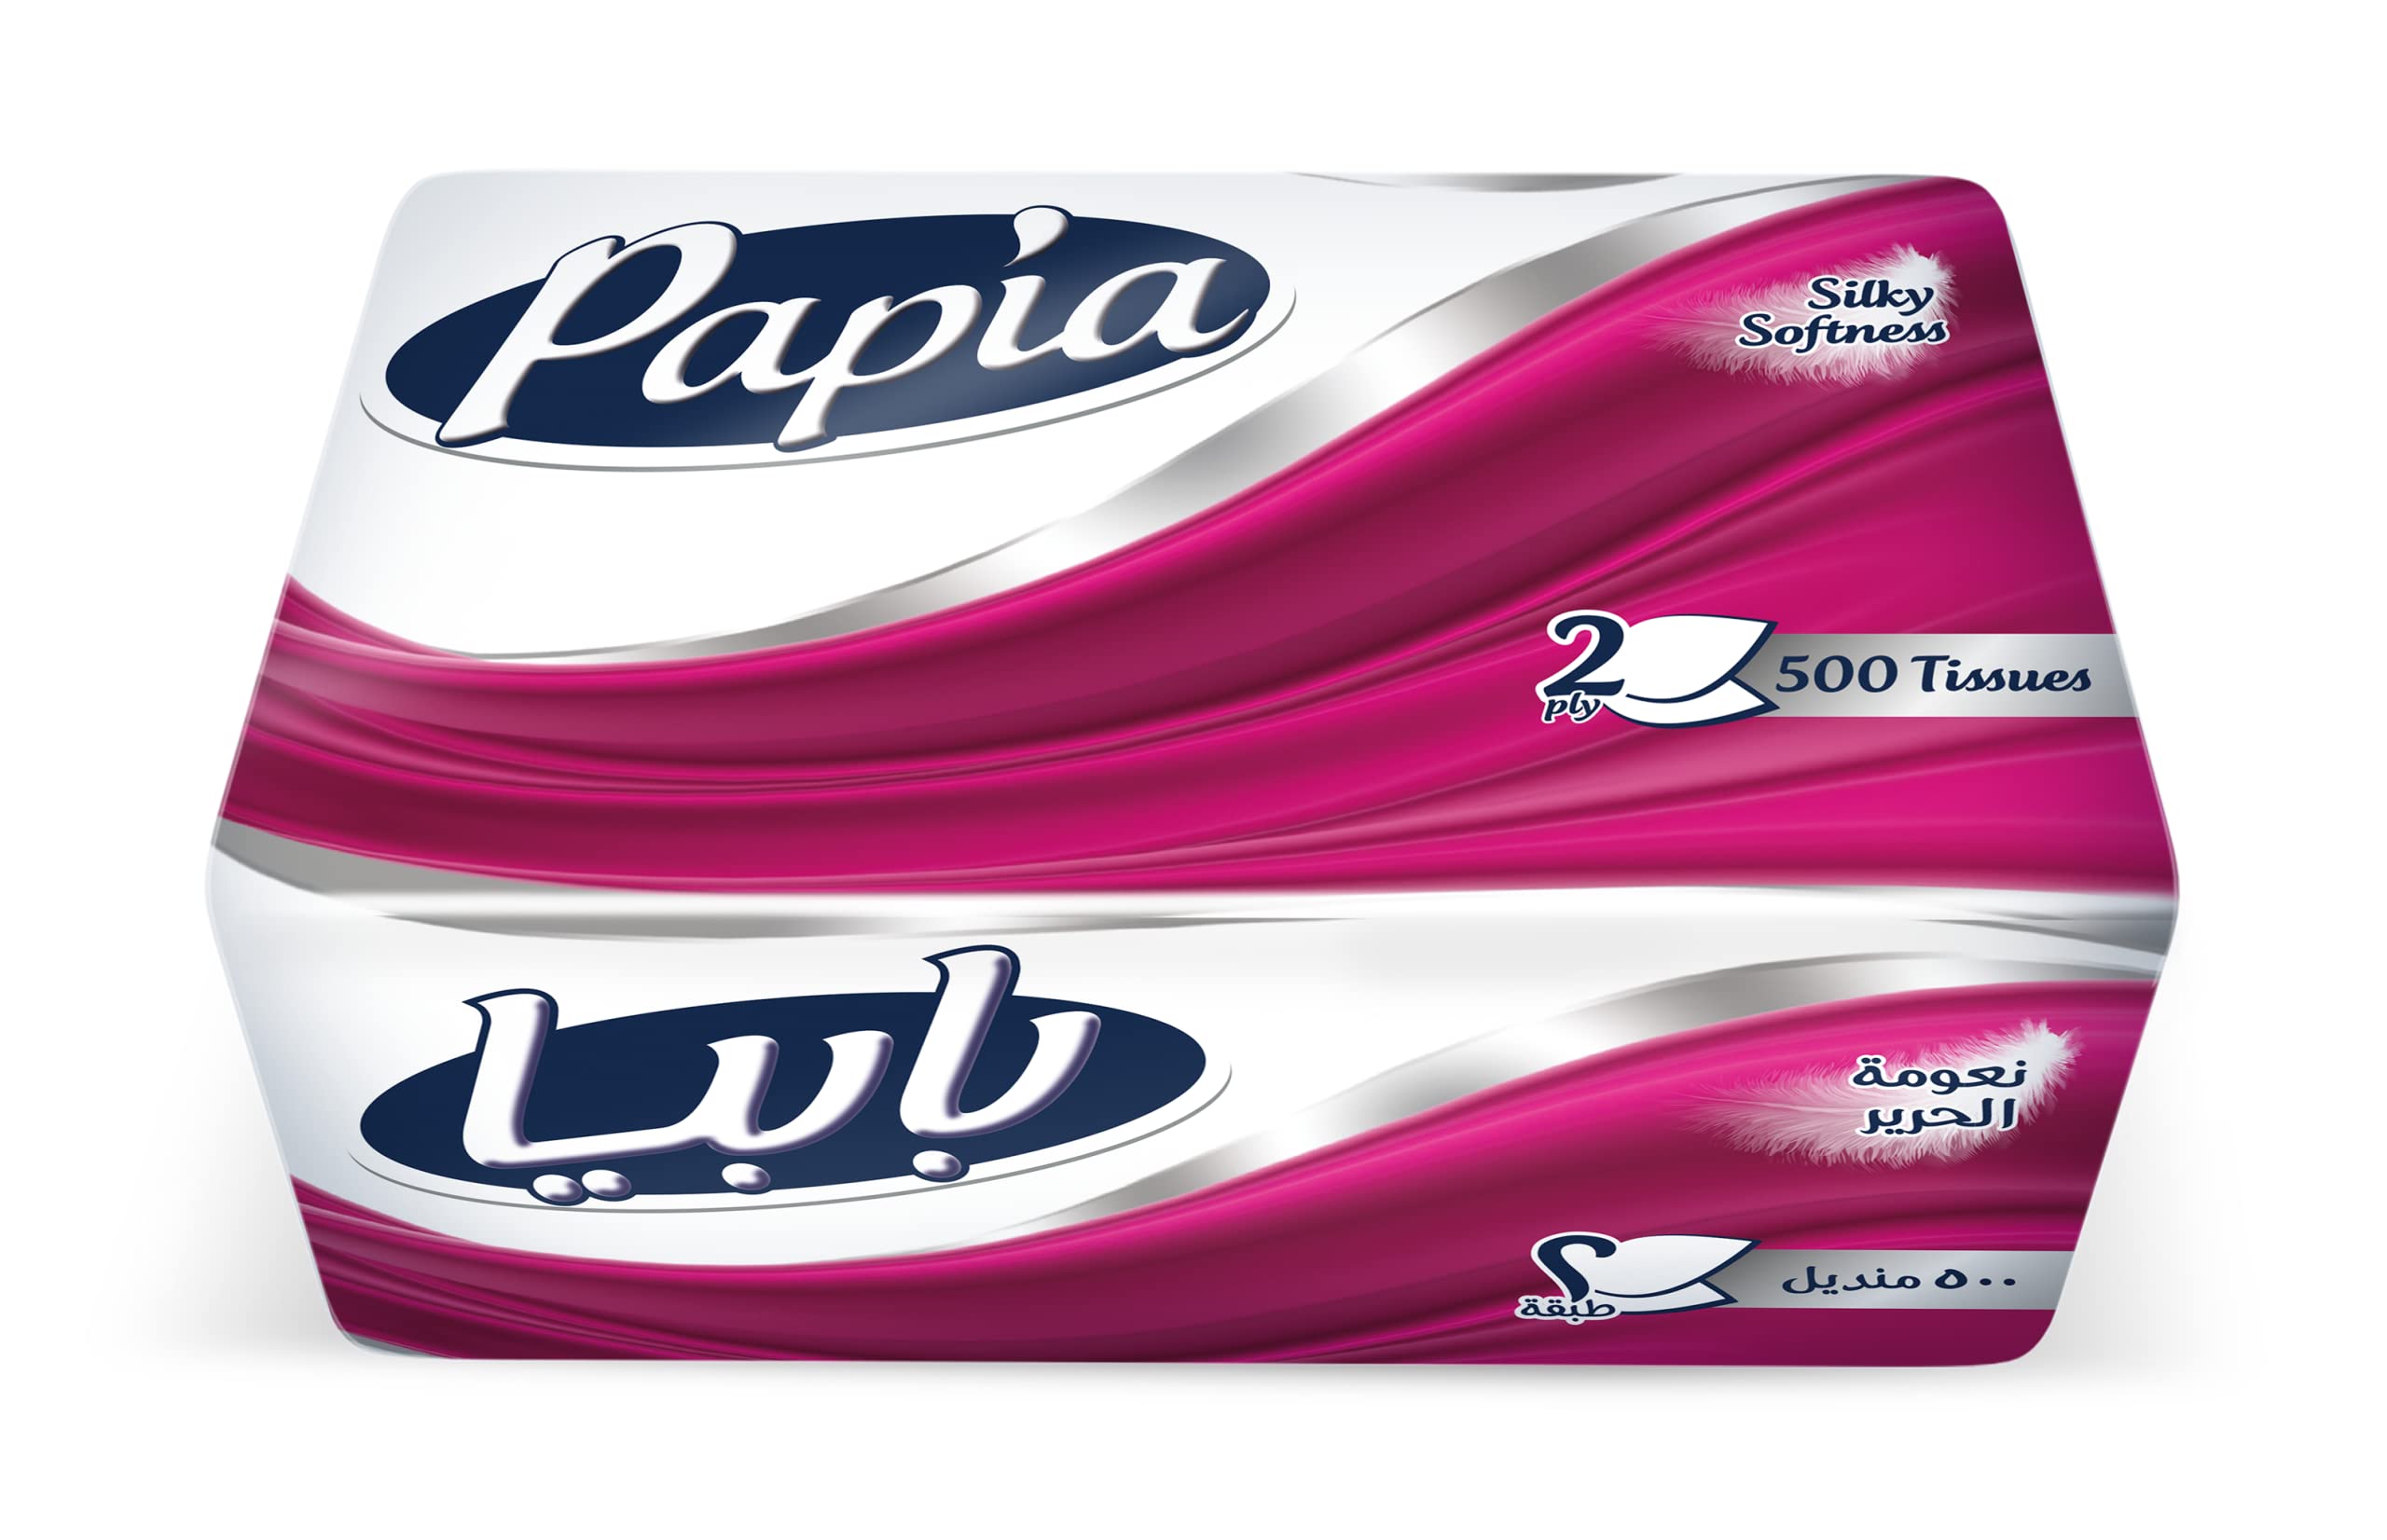 Papia
Silky
Softness
2
ply
500 Tissues
بابيا
نعومة
الحرير
٢
طبقة
٥٠٠ منديل